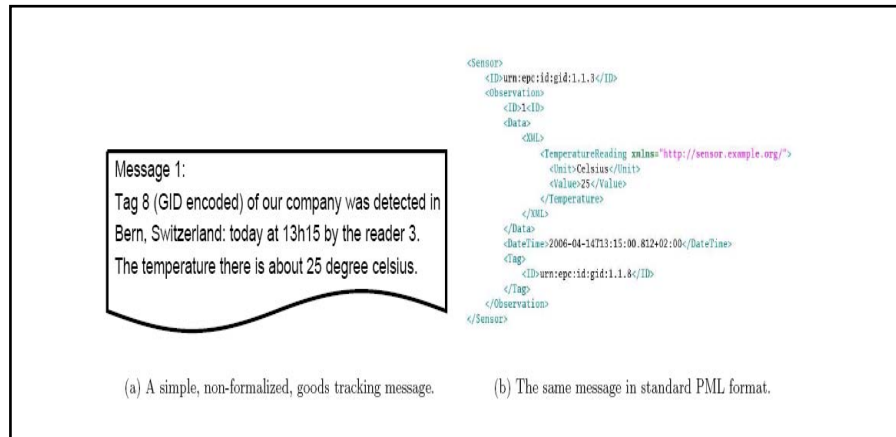 Message 1:
Tag 8 (GID encoded) of our company was detected in
Bern, Switzerland: today at 13h15 by the reader 3.
The temperature there is about 25 degree celsius.
(a) A simple, non-formalized, goods tracking message.
<Sensor>
<ID>urn:epc:id:gid:1.1.3</ID>
<Observation>
<ID>1<ID>
<Data>
<XML>
<TemperatureReading xmlns="http://sensor.example.org/">
<Unit>Celsius</Unit>
<Value>25</Value>
</Temperature>
</XML>
</Data>
<DateTime>2006-04-14T13:15:00.812+02:00</DateTime>
<Tag>
<ID>urn:epc:id:gid:1.1.8</ID>
</Tag>
</Observation>
</Sensor>
(b) The same message in standard PML format.